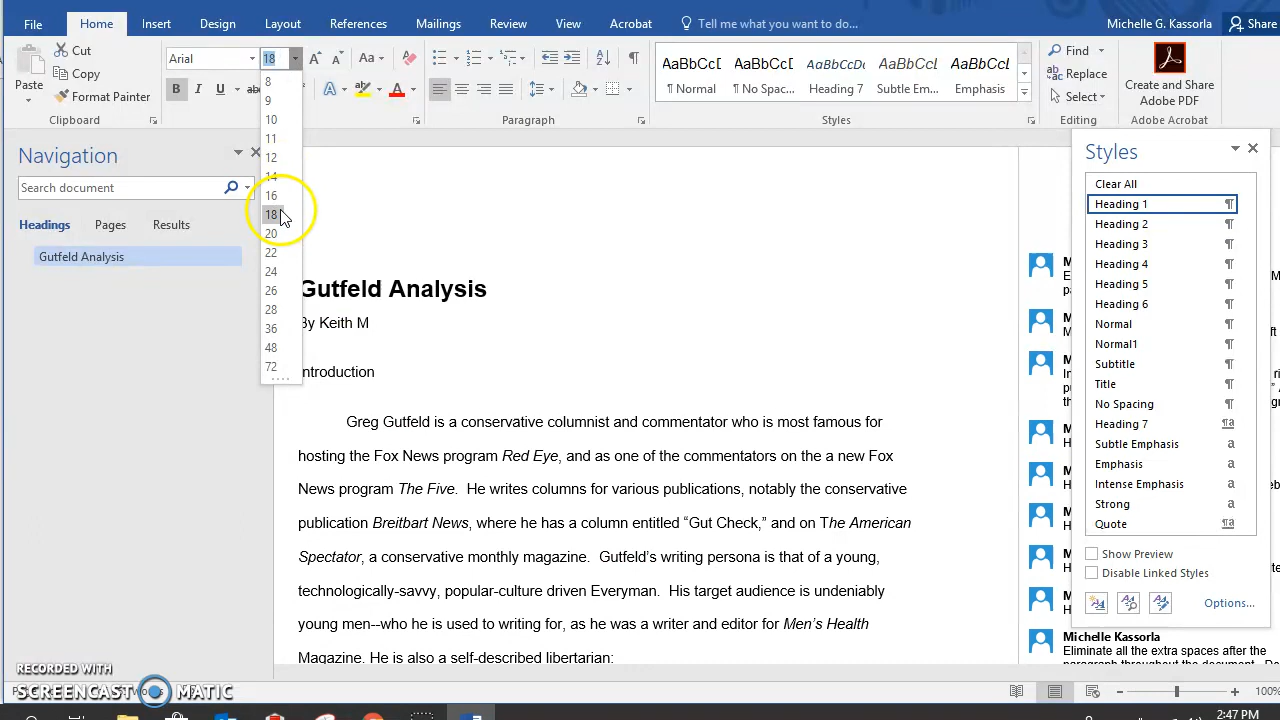 File Home Insert Design Layout References Mailings Review View Acrobat Tell me what you want to do... Michelle G. Kassorla Share
Paste
Cut
Copy
Format Painter
Clipboard
Arial 18 Aa
B I U abc A A
Paragraph
AaBbCcD AaBbCcD AaBbCcDc AaBbCcL AaBbCcL
¶ Normal ¶ No Spac... Heading 7 Subtle Em... Emphasis
Styles
Find
Replace
Select
Editing
Create and Share
Adobe PDF
Adobe Acrobat
8
9
10
11
12
14
16
18
20
22
24
26
28
36
48
72
Navigation
Search document
Headings Pages Results
Gutfeld Analysis
Gutfeld Analysis
By Keith M
Introduction
Greg Gutfeld is a conservative columnist and commentator who is most famous for
hosting the Fox News program Red Eye, and as one of the commentators on the a new Fox
News program The Five. He writes columns for various publications, notably the conservative
publication Breitbart News, where he has a column entitled “Gut Check,” and on The American
Spectator, a conservative monthly magazine. Gutfeld’s writing persona is that of a young,
technologically-savvy, popular-culture driven Everyman. His target audience is undeniably
young men--who he is used to writing for, as he was a writer and editor for Men’s Health
Magazine. He is also a self-described libertarian:
Michelle Kassorla
Eliminate all the extra spaces after the
paragraph throughout the document.
Styles
Clear All
Heading 1
Heading 2
Heading 3
Heading 4
Heading 5
Heading 6
Normal
Normal1
Subtitle
Title
No Spacing
Heading 7
Subtle Emphasis
Emphasis
Intense Emphasis
Strong
Quote
Show Preview
Disable Linked Styles
Options...
RECORDED WITH
SCREENCAST MATIC
100%
2:47 PM